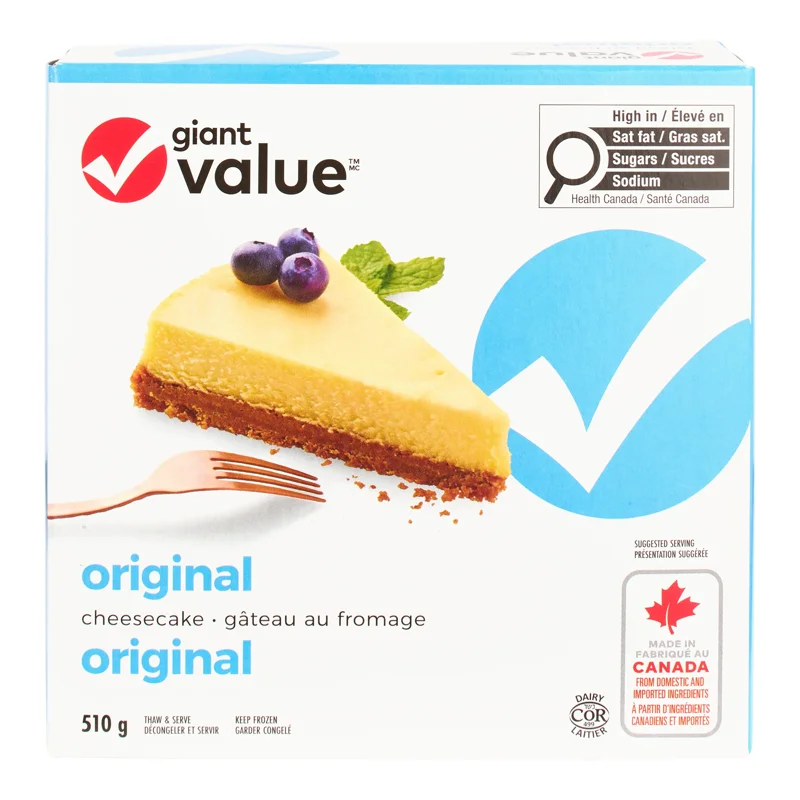 giant
value
giant
value™
MC
High in / Élevé en
Sat fat / Gras sat.
Sugars / Sucres
Sodium
Health Canada / Santé Canada
SUGGESTED SERVING
PRÉSENTATION SUGGÉRÉE
original
cheesecake • gâteau au fromage
original
MADE IN
FABRIQUÉ AU
CANADA
FROM DOMESTIC AND
IMPORTED INGREDIENTS
À PARTIR D'INGRÉDIENTS
CANADIENS ET IMPORTÉS
510 g
THAW & SERVE
DÉCONGELER ET SERVIR
KEEP FROZEN
GARDER CONGELÉ
DAIRY
COR
LAITIER